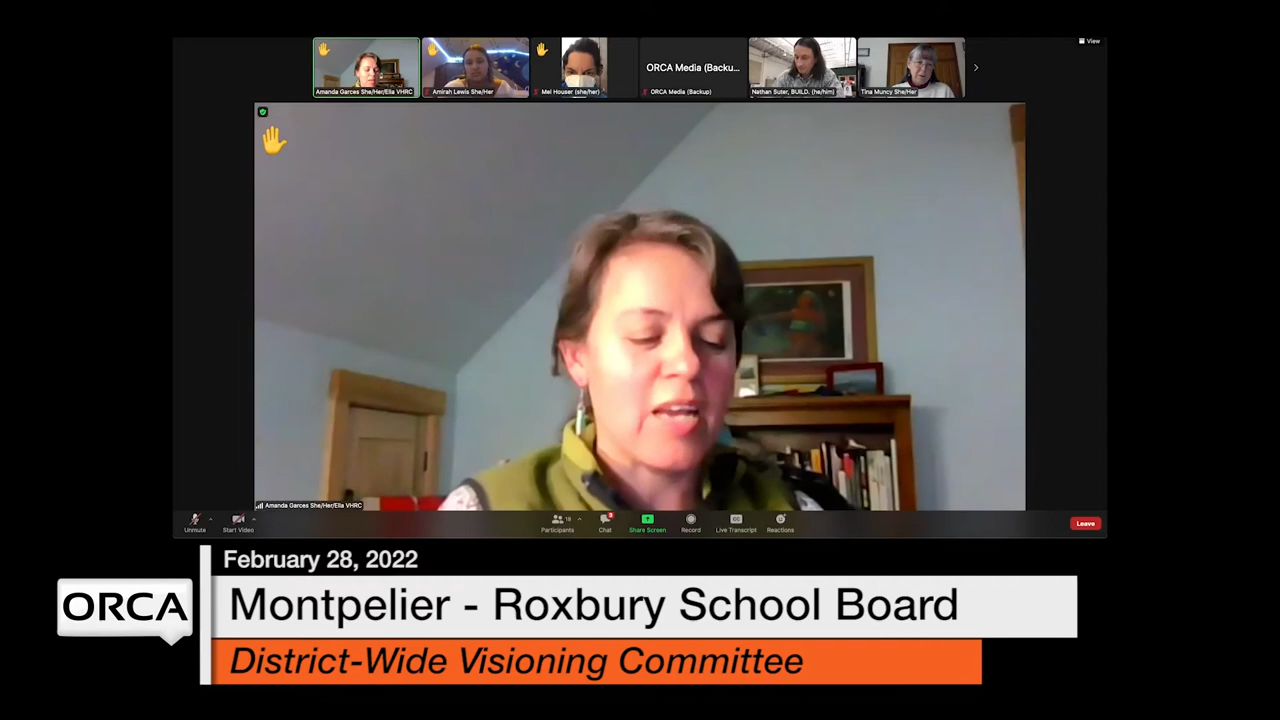 View
ORCA Media (Backu...
Amanda Garces She/Her/Ella VHRC
Amirah Lewis She/Her
Mel Houser (she/her)
ORCA Media (Backup)
Nathan Suter, BUILD. (he/him)
Tina Muncy She/Her
Amanda Garces She/Her/Ella VHRC
Unmute
Start Video
18
Participants
Chat
Share Screen
Record
CC
Live Transcript
Reactions
Leave
February 28, 2022
ORCA
Montpelier - Roxbury School Board
District-Wide Visioning Committee